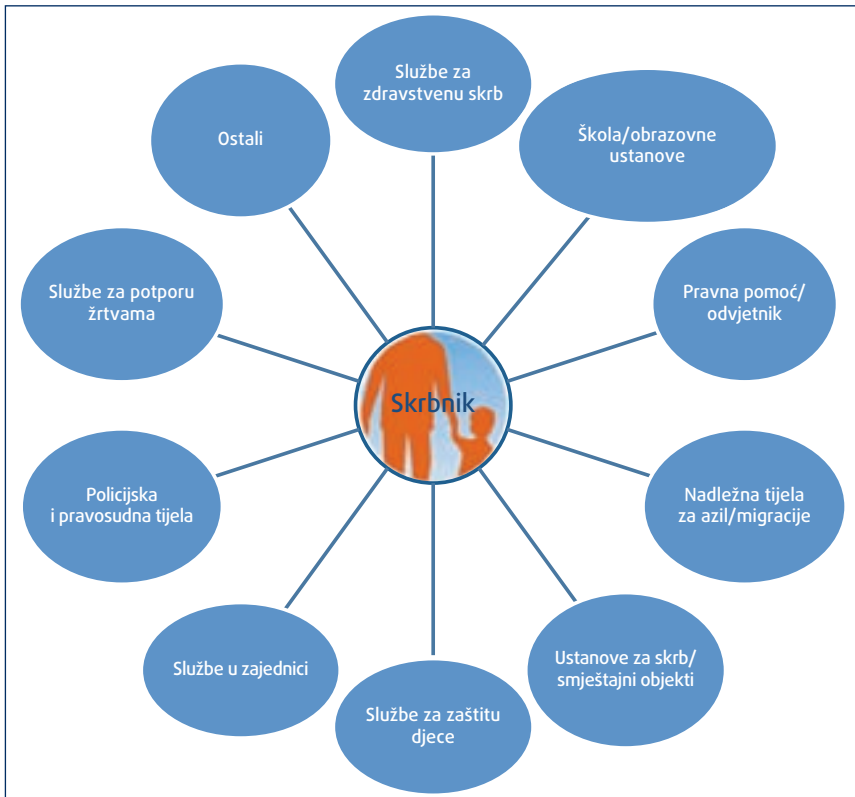 Službe za
zdravstvenu skrb
Škola/obrazovne
ustanove
Pravna pomoć/
odvjetnik
Nadležna tijela
za azil/migracije
Ustanove za skrb/
smještajni objekti
Službe za zaštitu
djece
Službe u zajednici
Policijska
i pravosudna tijela
Službe za potporu
žrtvama
Ostali
Skrbnik